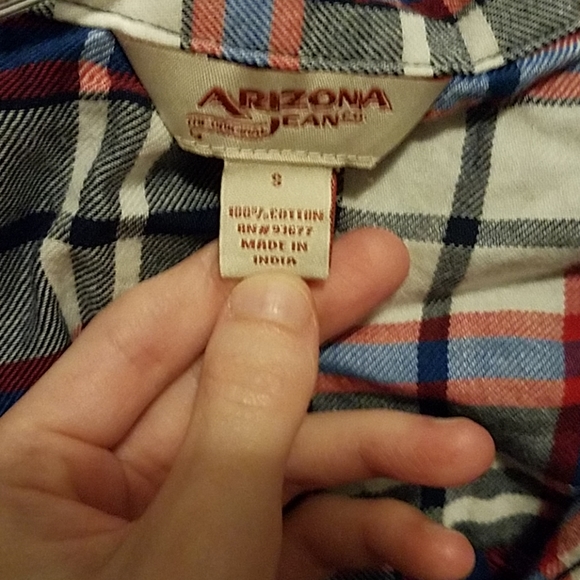 ARIZONA
JEAN Co.
S
100% COTTON
RN# 93677
MADE IN
INDIA